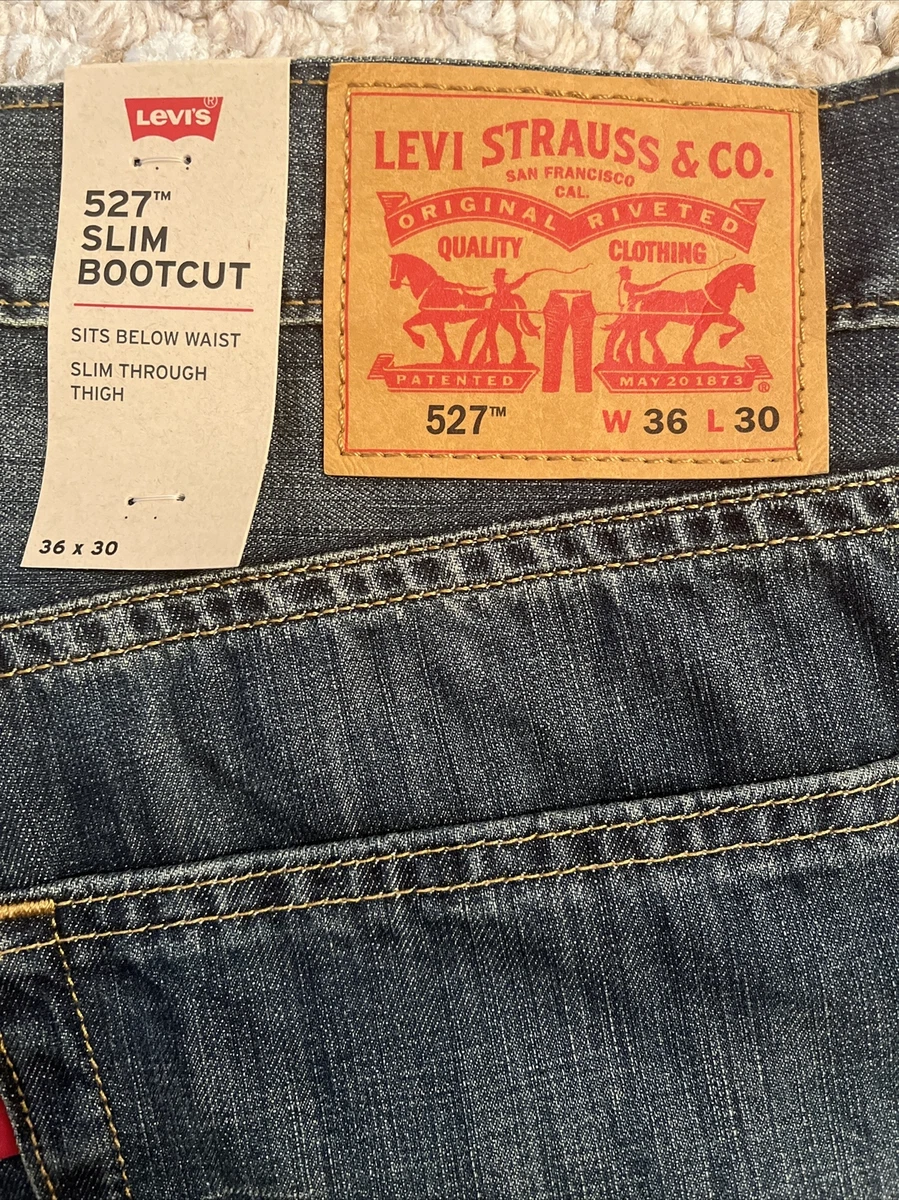 Levi's®
527™
SLIM
BOOTCUT
SITS BELOW WAIST
SLIM THROUGH
THIGH
36 x 30
LEVI STRAUSS & CO.
SAN FRANCISCO
CAL.
ORIGINAL RIVETED
QUALITY CLOTHING
PATENTED MAY 20 1873 ®
527™ W 36 L 30